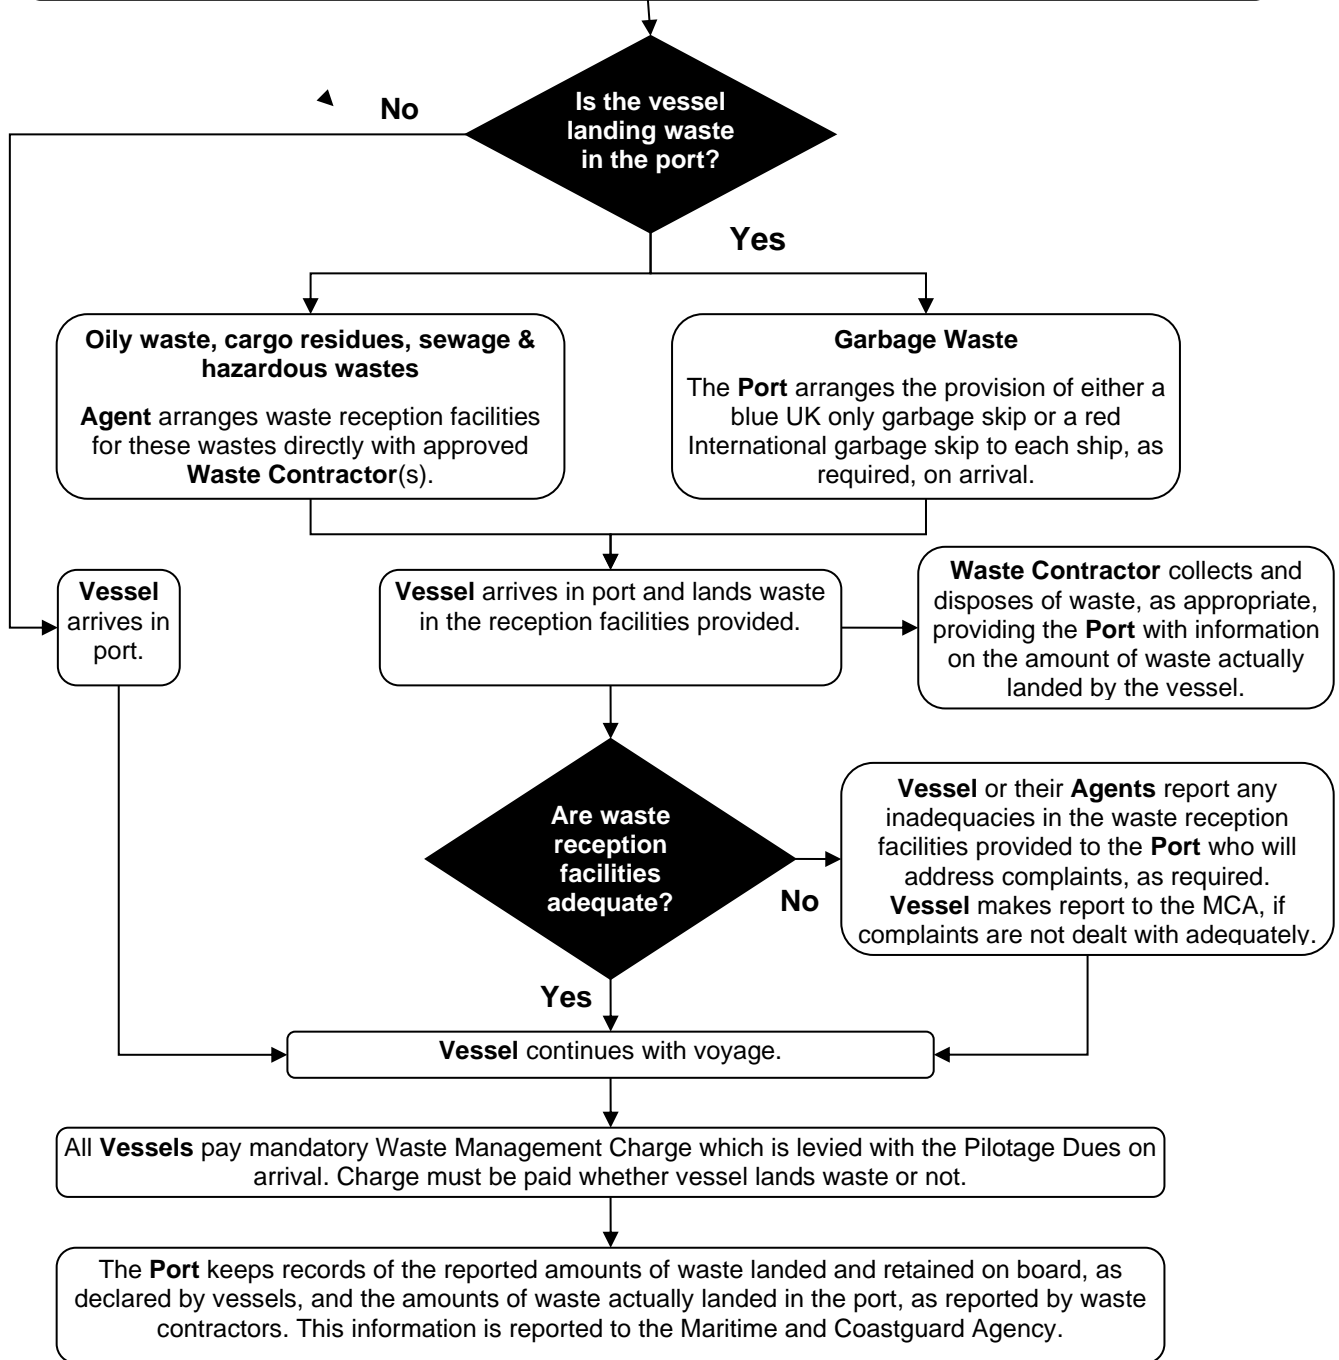 No
Is the vessel
landing waste
in the port?
Yes
Oily waste, cargo residues, sewage &
hazardous wastes
Agent arranges waste reception facilities
for these wastes directly with approved
Waste Contractor(s).
Garbage Waste
The Port arranges the provision of either a
blue UK only garbage skip or a red
International garbage skip to each ship, as
required, on arrival.
Vessel
arrives in
port.
Vessel arrives in port and lands waste
in the reception facilities provided.
Waste Contractor collects and
disposes of waste, as appropriate,
providing the Port with information
on the amount of waste actually
landed by the vessel.
Are waste
reception
facilities
adequate?
No
Vessel or their Agents report any
inadequacies in the waste reception
facilities provided to the Port who will
address complaints, as required.
Vessel makes report to the MCA, if
complaints are not dealt with adequately.
Yes
Vessel continues with voyage.
All Vessels pay mandatory Waste Management Charge which is levied with the Pilotage Dues on
arrival. Charge must be paid whether vessel lands waste or not.
The Port keeps records of the reported amounts of waste landed and retained on board, as
declared by vessels, and the amounts of waste actually landed in the port, as reported by waste
contractors. This information is reported to the Maritime and Coastguard Agency.